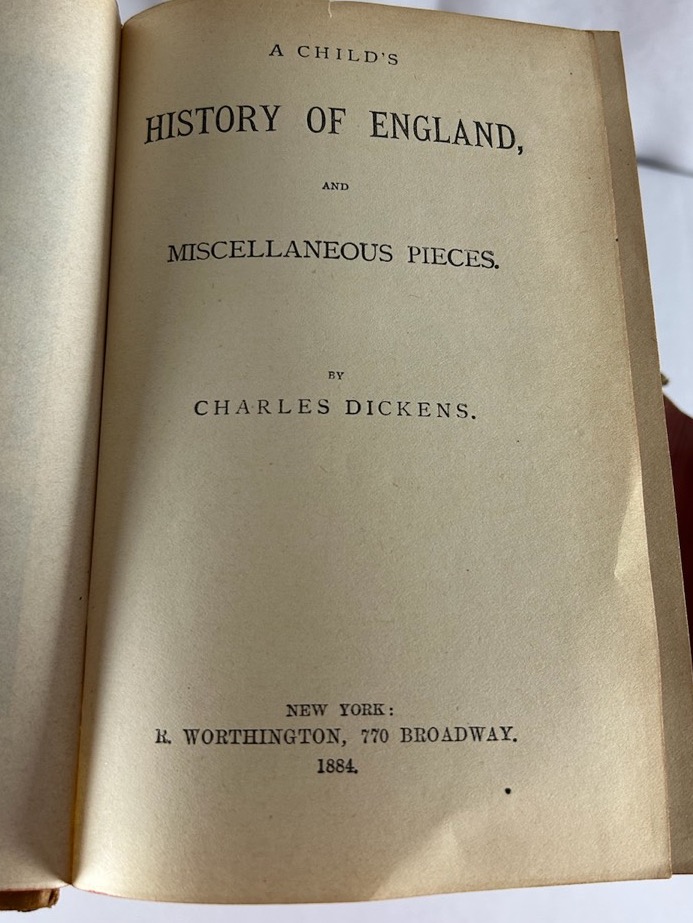 A CHILD'S
HISTORY OF ENGLAND,
AND
MISCELLANEOUS PIECES.
BY
CHARLES DICKENS.
NEW YORK:
R. WORTHINGTON, 770 BROADWAY.
1884.